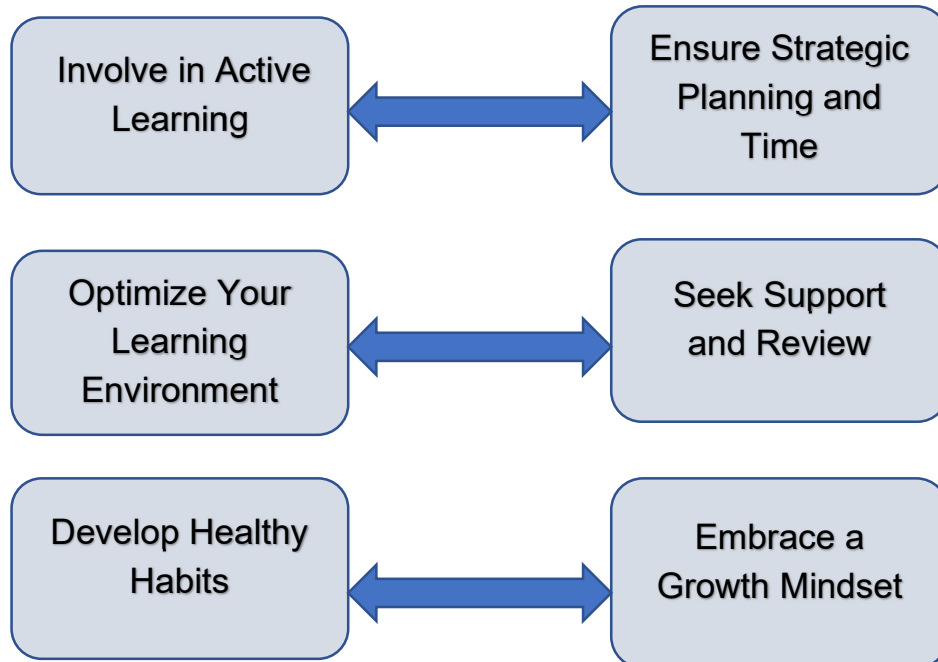 Involve in Active
Learning
Ensure Strategic
Planning and
Time
Optimize Your
Learning
Environment
Seek Support
and Review
Develop Healthy
Habits
Embrace a
Growth Mindset